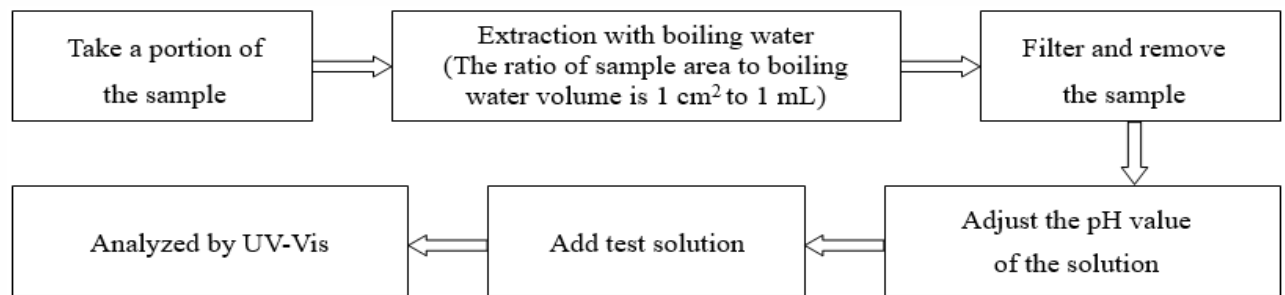 Take a portion of
the sample
Extraction with boiling water
(The ratio of sample area to boiling
water volume is 1 cm² to 1 mL)
Filter and remove
the sample
Adjust the pH value
of the solution
Add test solution
Analyzed by UV-Vis